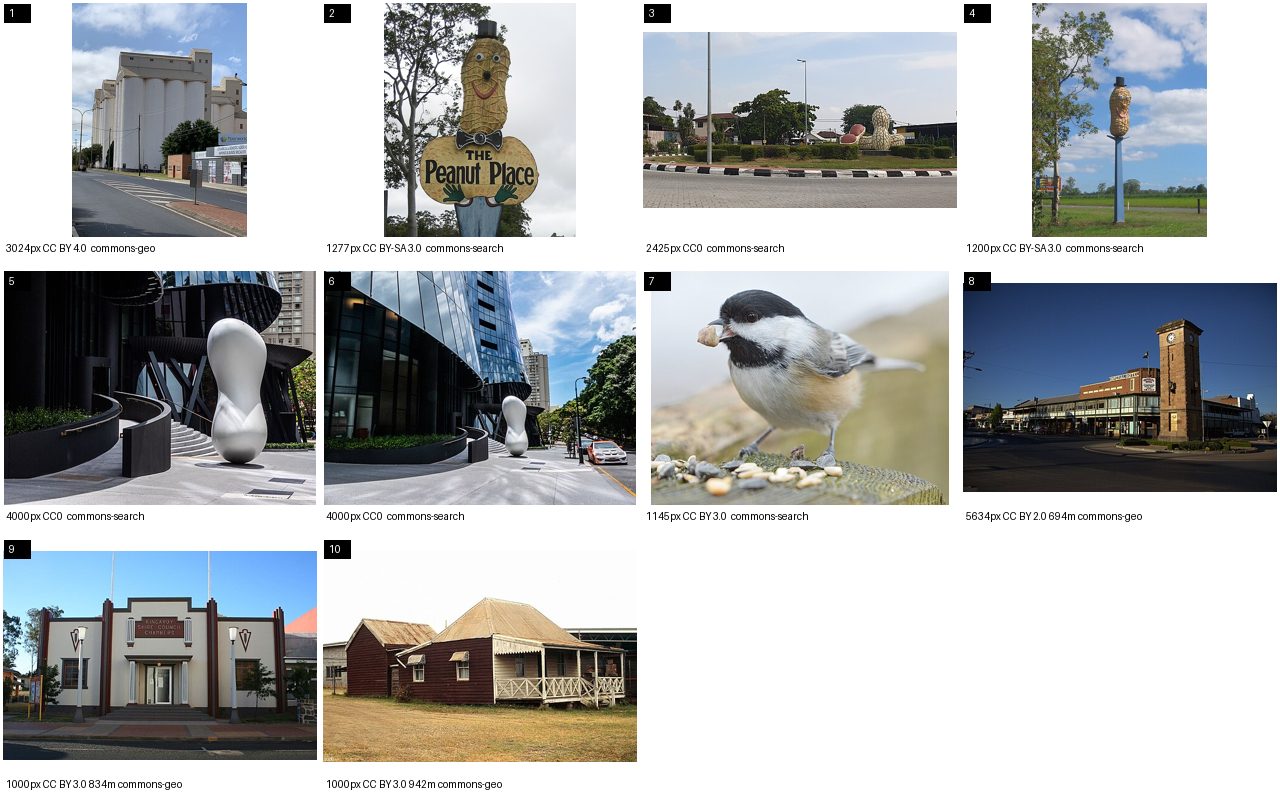 1
2
3
4
THE
Peanut Place
3024px CC BY 4.0 commons-geo
1277px CC BY-SA 3.0 commons-search
2425px CC0 commons-search
1200px CC BY-SA 3.0 commons-search
5
6
7
8
4000px CC0 commons-search
4000px CC0 commons-search
1145px CC BY 3.0 commons-search
5634px CC BY 2.0 694m commons-geo
9
10
KINGAROY
SHIRE COUNCIL
CHAMBERS
1000px CC BY 3.0 834m commons-geo
1000px CC BY 3.0 942m commons-geo